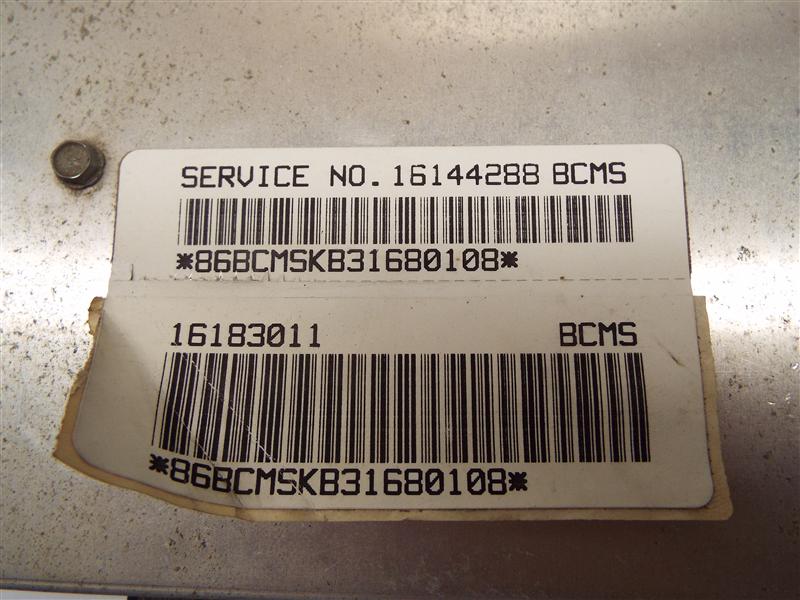 SERVICE NO. 16144288 BCMS
*86BCMSKB31680108*
16183011 BCMS
*86BCMSKB31680108*